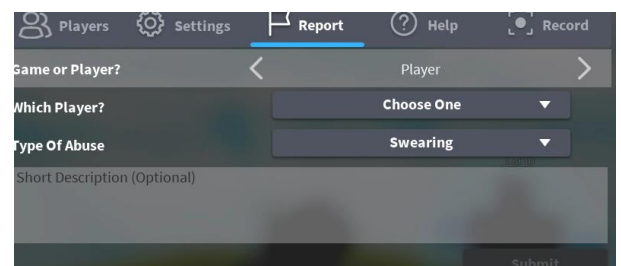 Players Settings Report Help Record
Game or Player? Player
Which Player? Choose One
Type Of Abuse Swearing
Short Description (Optional)
Submit